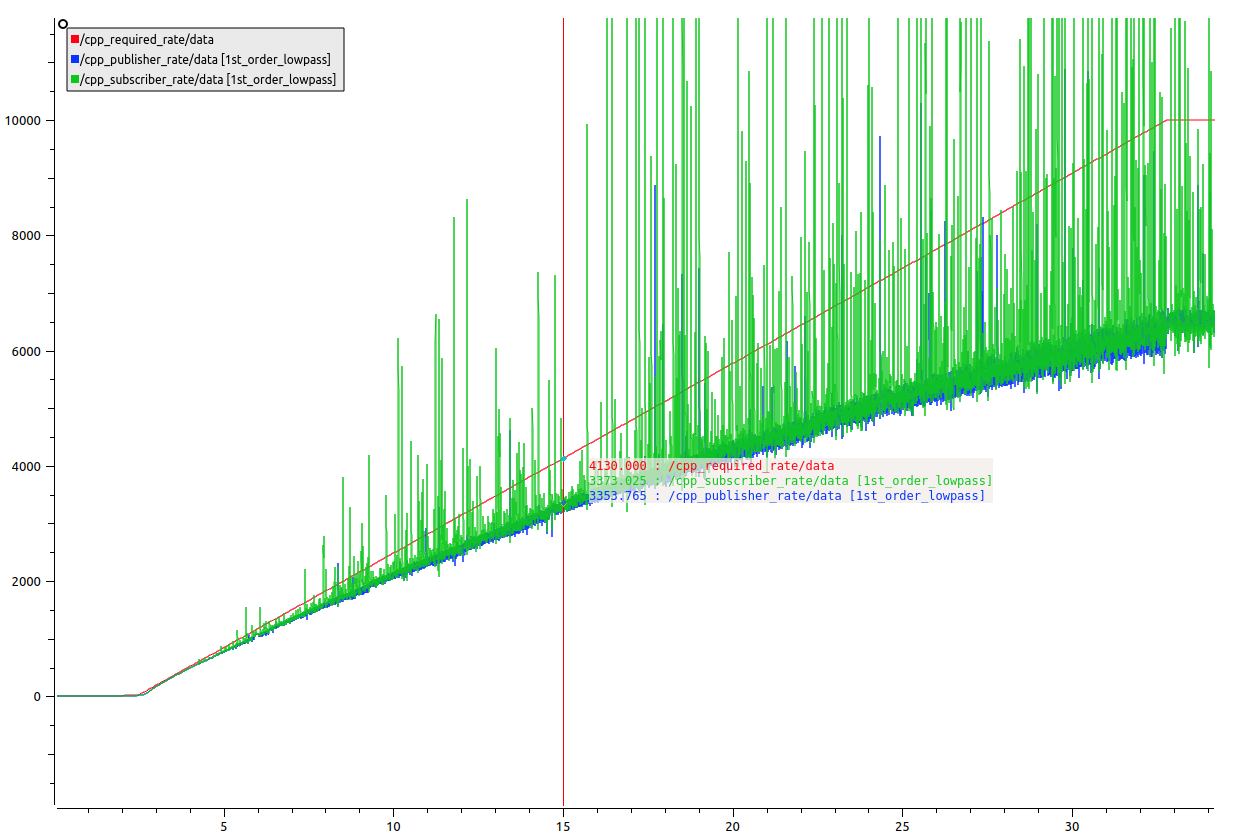 /cpp_required_rate/data
/cpp_publisher_rate/data [1st_order_lowpass]
/cpp_subscriber_rate/data [1st_order_lowpass]
10000
8000
6000
4000
2000
0
4130.000 : /cpp_required_rate/data
3373.025 : /cpp_subscriber_rate/data [1st_order_lowpass]
3353.765 : /cpp_publisher_rate/data [1st_order_lowpass]
5 10 15 20 25 30